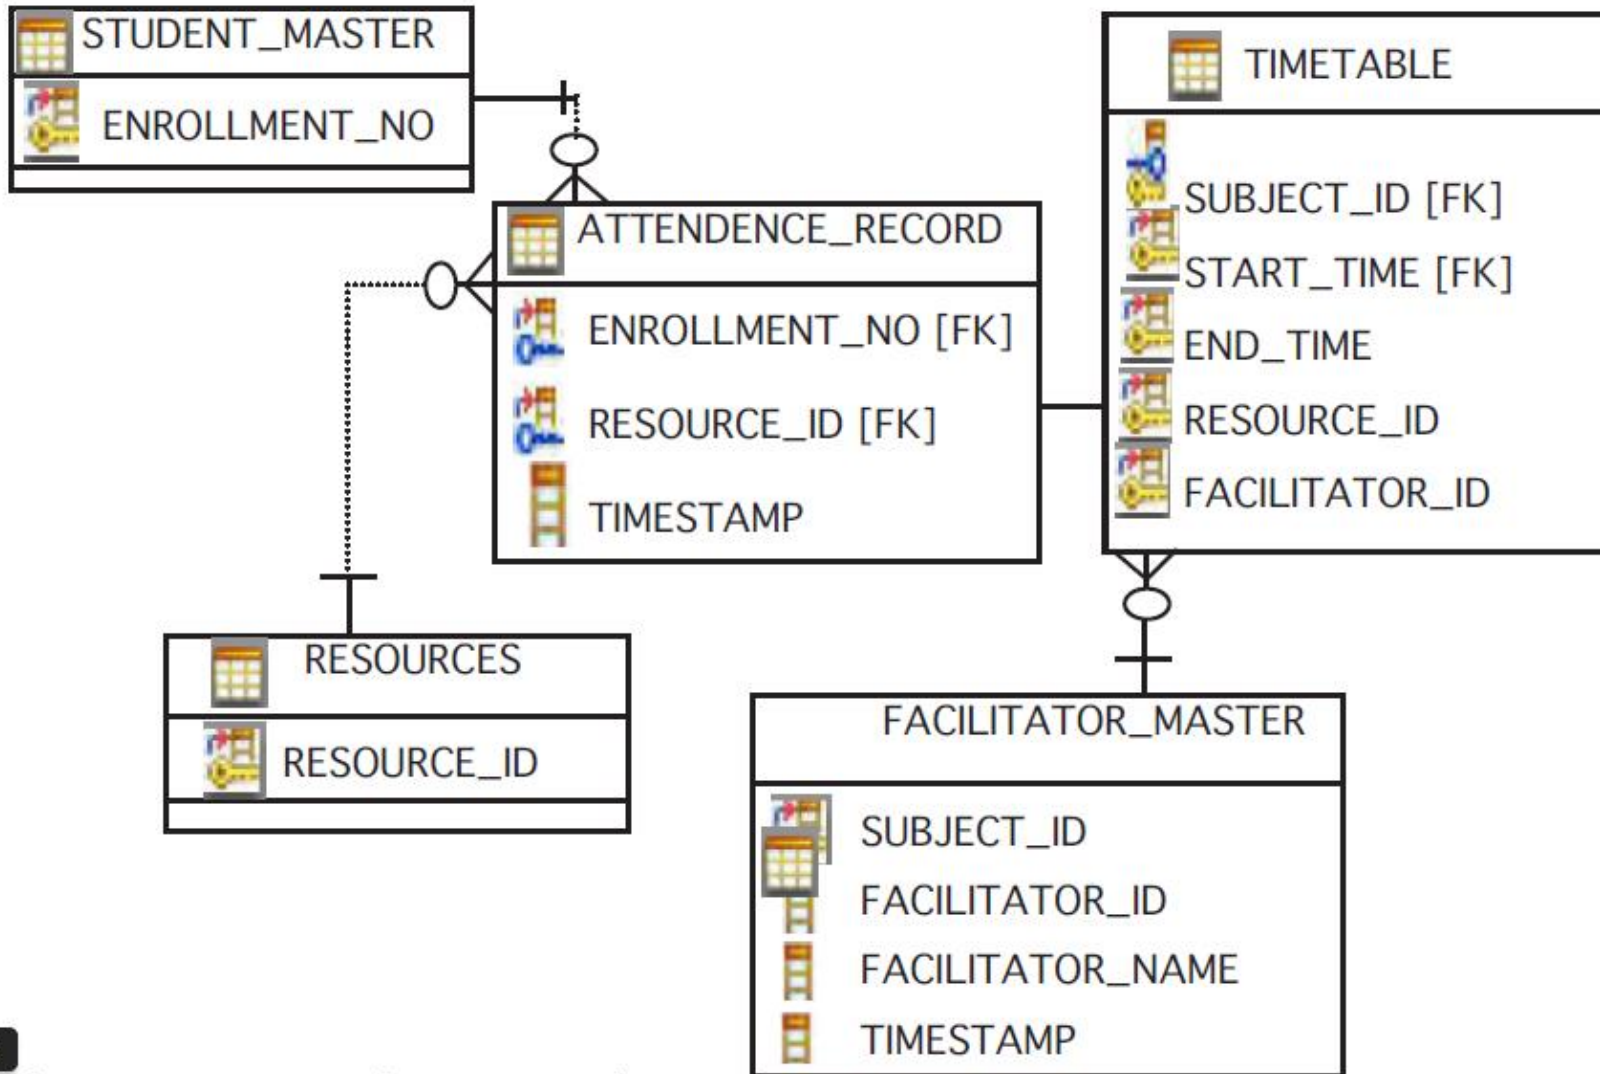 STUDENT_MASTER
ENROLLMENT_NO
TIMETABLE
SUBJECT_ID [FK]
START_TIME [FK]
END_TIME
RESOURCE_ID
FACILITATOR_ID
ATTENDENCE_RECORD
ENROLLMENT_NO [FK]
RESOURCE_ID [FK]
TIMESTAMP
RESOURCES
RESOURCE_ID
FACILITATOR_MASTER
SUBJECT_ID
FACILITATOR_ID
FACILITATOR_NAME
TIMESTAMP